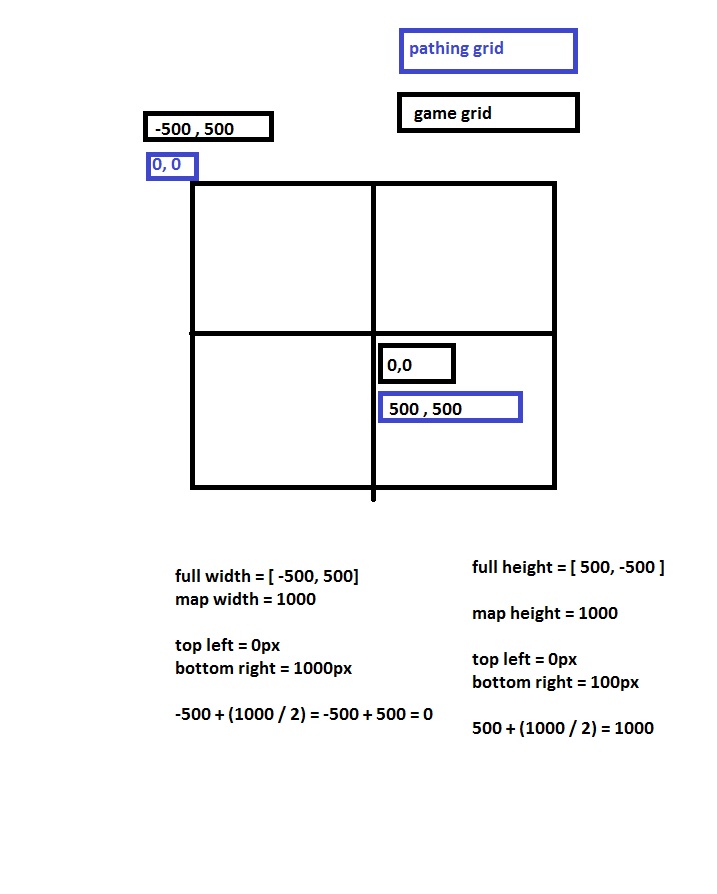 pathing grid
game grid
-500 , 500
0, 0
0,0
500 , 500
full width = [ -500, 500]
map width = 1000
top left = 0px
bottom right = 1000px
-500 + (1000 / 2) = -500 + 500 = 0
full height = [ 500, -500 ]
map height = 1000
top left = 0px
bottom right = 100px
500 + (1000 / 2) = 1000